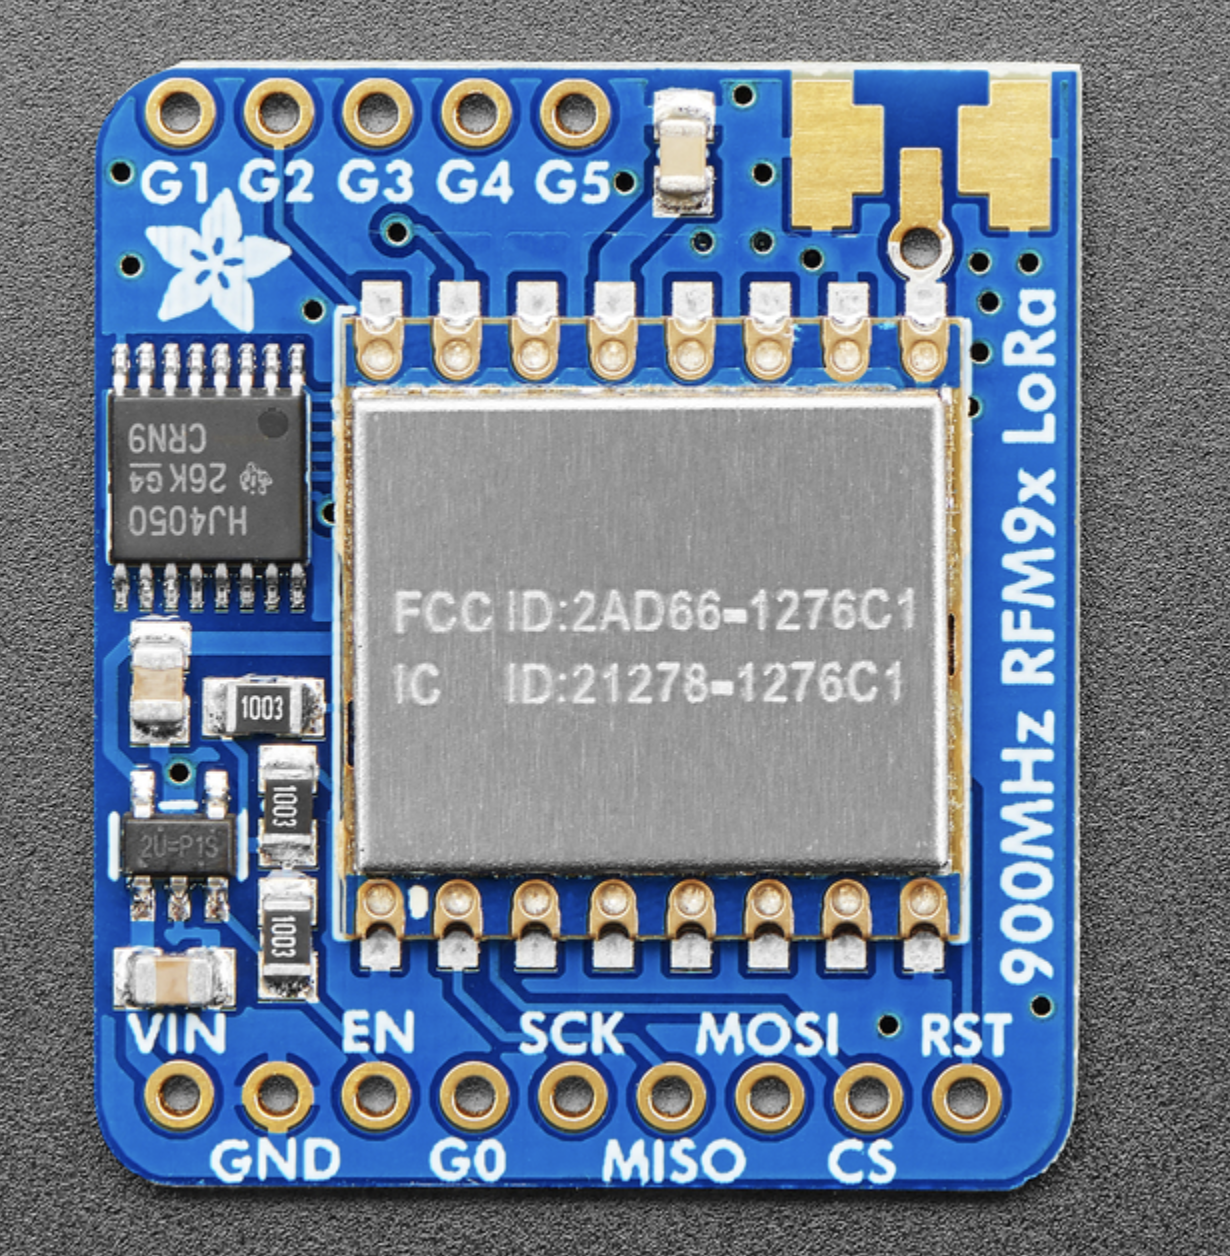 G1 G2 G3 G4 G5
HJ4050
26K G4
CRN9
FCC ID:2AD66-1276C1
IC ID:21278-1276C1
900MHz RFM9x LoRa
1003
1003
1003
2U=P1S
VIN EN SCK MOSI RST
GND G0 MISO CS